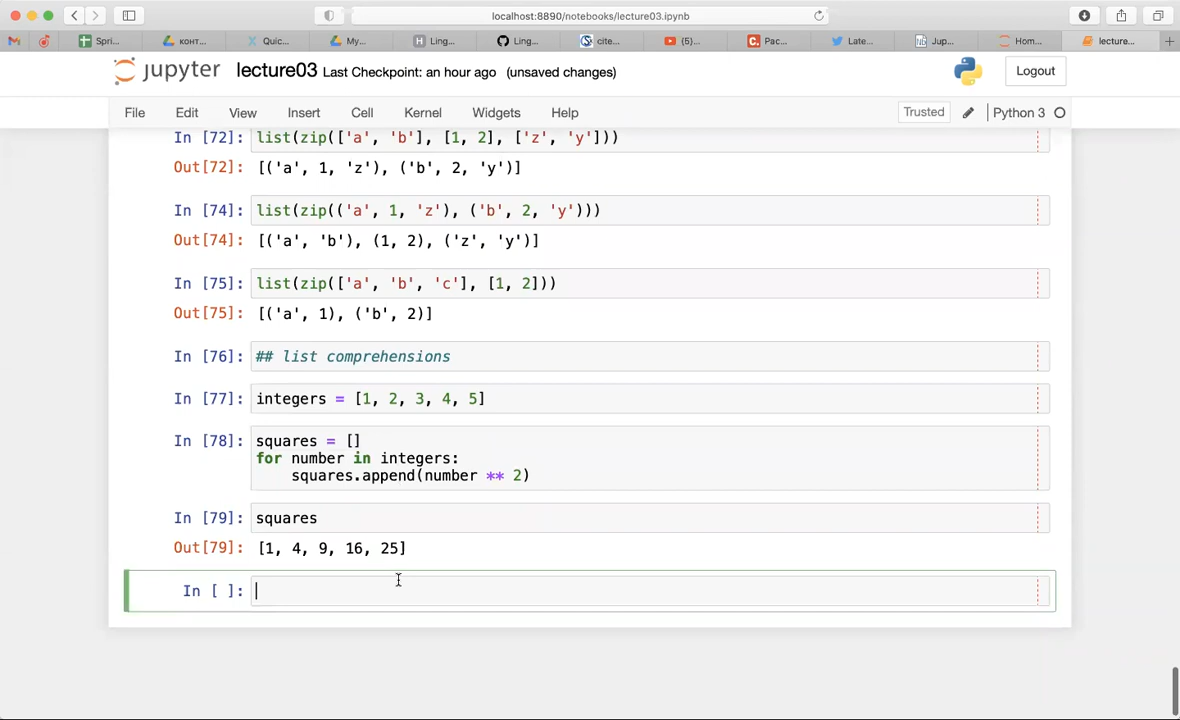 localhost:8890/notebooks/lecture03.ipynb
Spri... конт... Quic... My... Ling... Ling... cite... (5)... Pac... Late... Jup... Hom... lecture...
jupyter lecture03 Last Checkpoint: an hour ago (unsaved changes) Logout
File Edit View Insert Cell Kernel Widgets Help Trusted Python 3
In [72]: list(zip(['a', 'b'], [1, 2], ['z', 'y']))
Out[72]: [('a', 1, 'z'), ('b', 2, 'y')]
In [74]: list(zip(('a', 1, 'z'), ('b', 2, 'y')))
Out[74]: [('a', 'b'), (1, 2), ('z', 'y')]
In [75]: list(zip(['a', 'b', 'c'], [1, 2]))
Out[75]: [('a', 1), ('b', 2)]
In [76]: ## list comprehensions
In [77]: integers = [1, 2, 3, 4, 5]
In [78]: squares = []
for number in integers:
squares.append(number ** 2)
In [79]: squares
Out[79]: [1, 4, 9, 16, 25]
In [ ]: